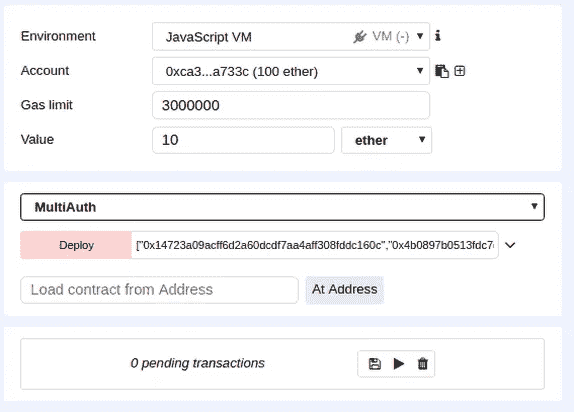 Environment JavaScript VM VM (-)
Account 0xca3...a733c (100 ether)
Gas limit 3000000
Value 10 ether
MultiAuth
Deploy ["0x14723a09acff6d2a60dcdf7aa4aff308fddc160c","0x4b0897b0513fdc7
Load contract from Address At Address
0 pending transactions